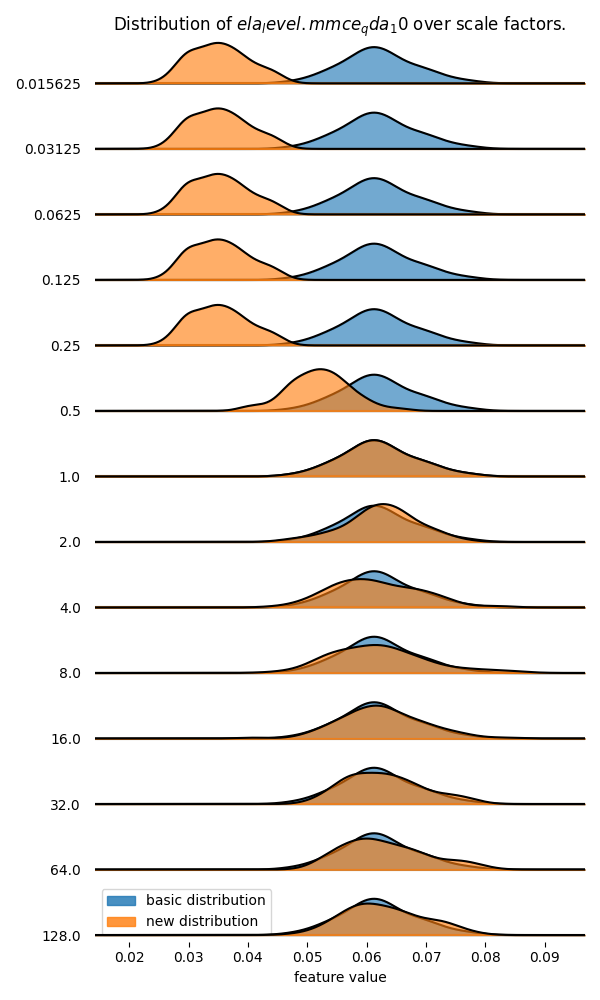 Distribution of ela_level.mmce_qda_10 over scale factors.
0.015625
0.03125
0.0625
0.125
0.25
0.5
1.0
2.0
4.0
8.0
16.0
32.0
64.0
128.0
basic distribution
new distribution
0.02 0.03 0.04 0.05 0.06 0.07 0.08 0.09
feature value